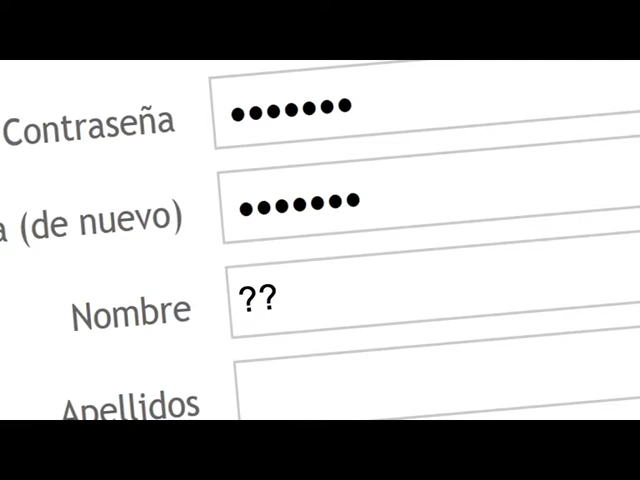 Contraseña •••••••
a (de nuevo) •••••••
Nombre ??
Apellidos